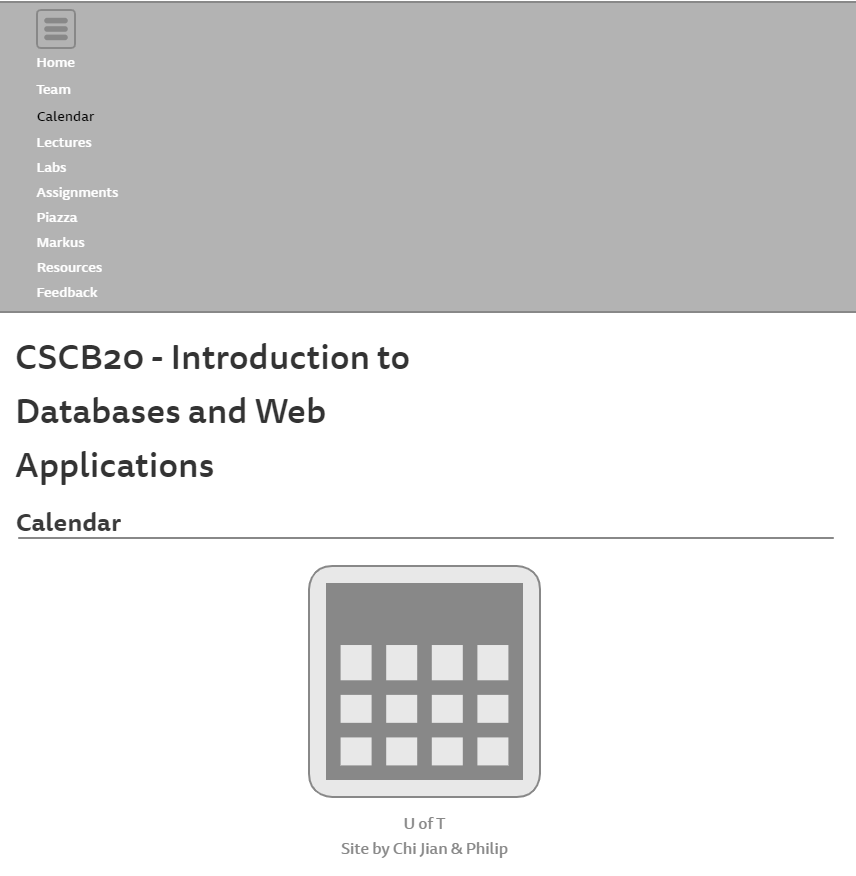 Home
Team
Calendar
Lectures
Labs
Assignments
Piazza
Markus
Resources
Feedback
CSCB20 - Introduction to
Databases and Web
Applications
Calendar
U of T
Site by Chi Jian & Philip